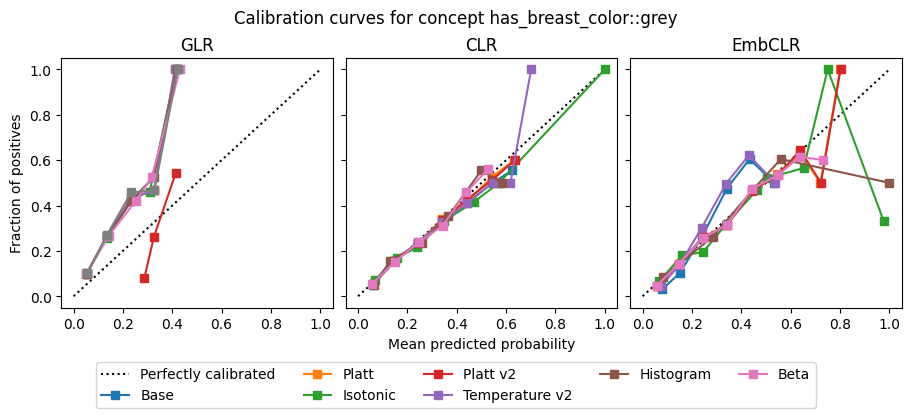 Calibration curves for concept has_breast_color::grey
GLR
CLR
EmbCLR
Fraction of positives
1.0
0.8
0.6
0.4
0.2
0.0
0.0 0.2 0.4 0.6 0.8 1.0
0.0 0.2 0.4 0.6 0.8 1.0
0.0 0.2 0.4 0.6 0.8 1.0
Mean predicted probability
Perfectly calibrated
Base
Platt
Isotonic
Platt v2
Temperature v2
Histogram
Beta